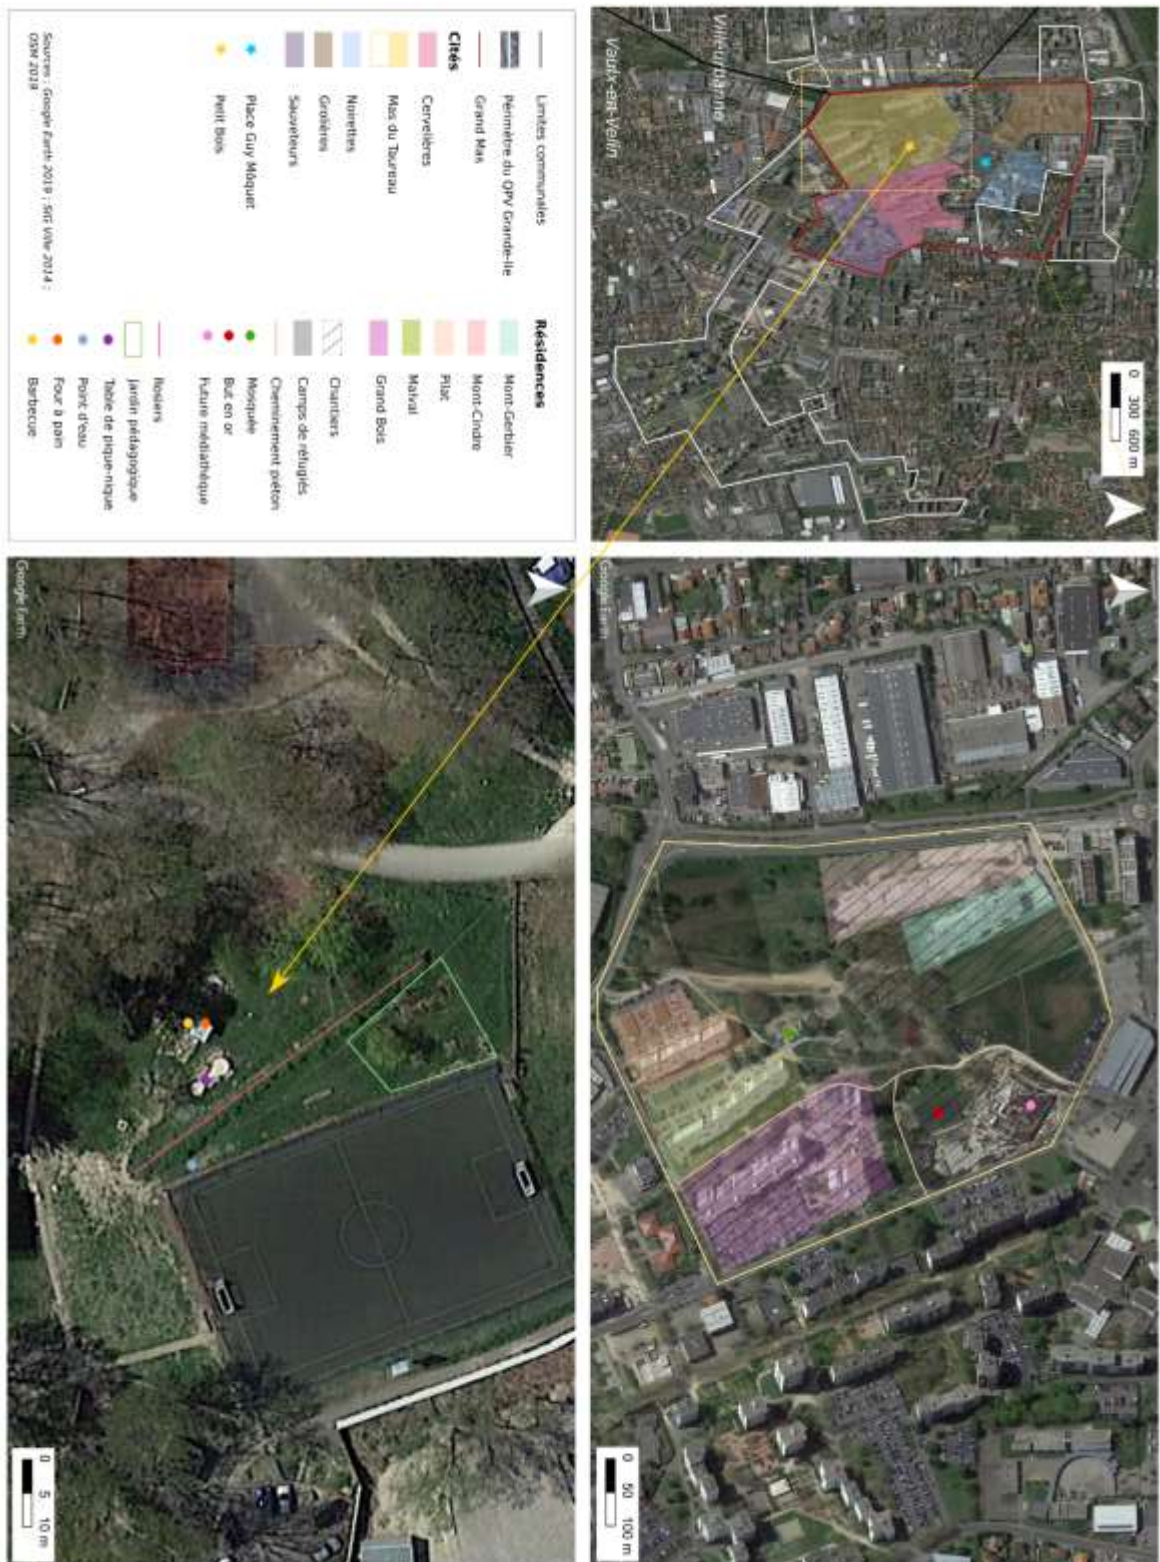 Villeurbanne
Vaulx-en-Velin
0 300 600 m
Google Earth
0 50 100 m
Limites communales
Périmètre du QPV Grande-Ile
Grand Mas
Cités
Cervelières
Mas du Taureau
Noirettes
Grolières
Sauveteurs
Place Guy Môquet
Petit Bois
Résidences
Mont-Gerbier
Mont-Cindre
Pilat
Malval
Grand Bois
Chantiers
Camps de réfugiés
Cheminement piéton
Mosquée
But en or
Future médiathèque
Rosiers
Jardin pédagogique
Table de pique-nique
Point d'eau
Four à pain
Barbecue
Sources : Google Earth 2019 ; SIG Ville 2014 ;
OSM 2019
Google Earth
0 5 10 m